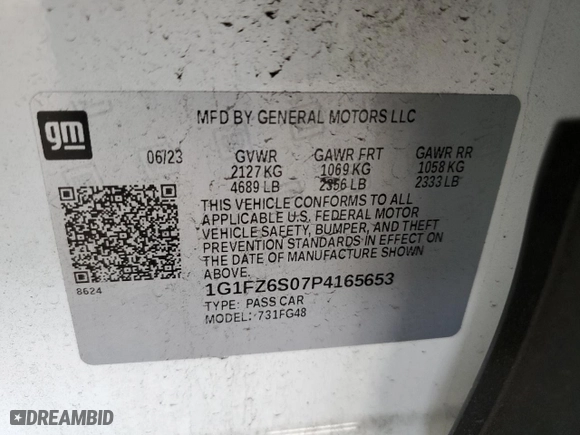 MFD BY GENERAL MOTORS LLC
gm
06/23 GVWR GAWR FRT GAWR RR
2127 KG 1069 KG 1058 KG
4689 LB 2356 LB 2333 LB
THIS VEHICLE CONFORMS TO ALL
APPLICABLE U.S. FEDERAL MOTOR
VEHICLE SAFETY, BUMPER, AND THEFT
PREVENTION STANDARDS IN EFFECT ON
THE DATE OF MANUFACTURE SHOWN
ABOVE.
8624
1G1FZ6S07P4165653
TYPE: PASS CAR
MODEL: 731FG48
DREAMBID